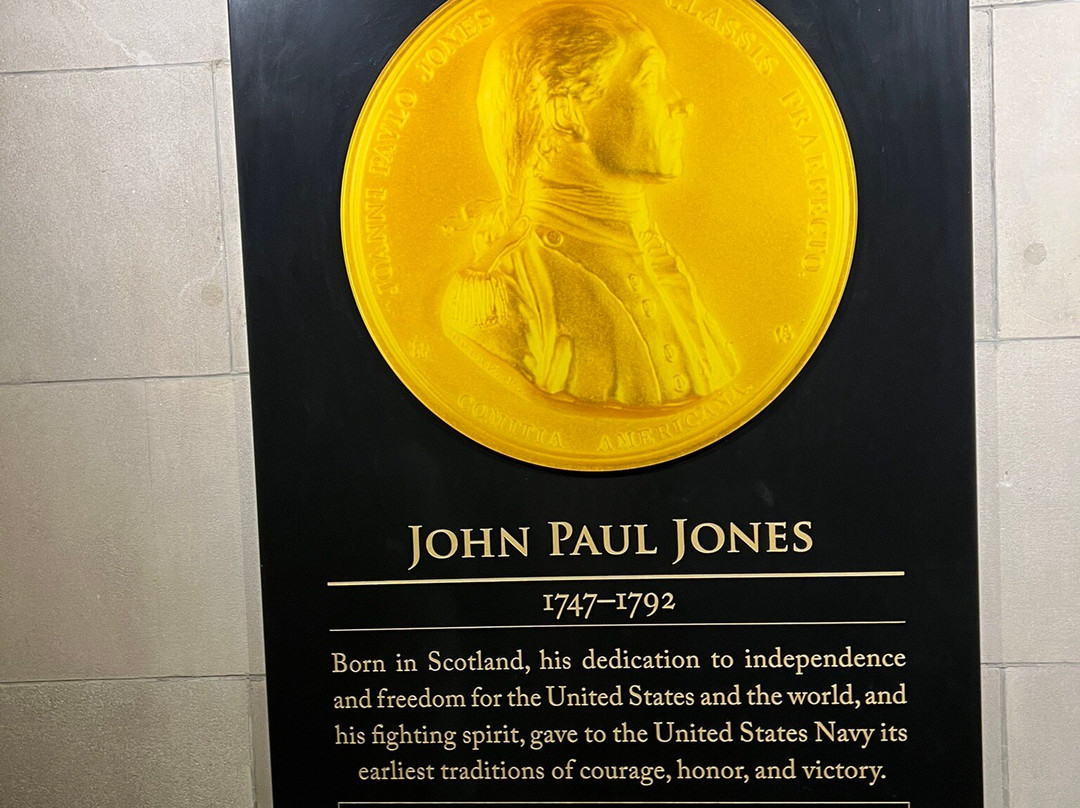 JOANNI PAVLO JONES CLASSIS PRAEFECTO.
COMITIA AMERICANA.
JOHN PAUL JONES
1747–1792
Born in Scotland, his dedication to independence
and freedom for the United States and the world, and
his fighting spirit, gave to the United States Navy its
earliest traditions of courage, honor, and victory.